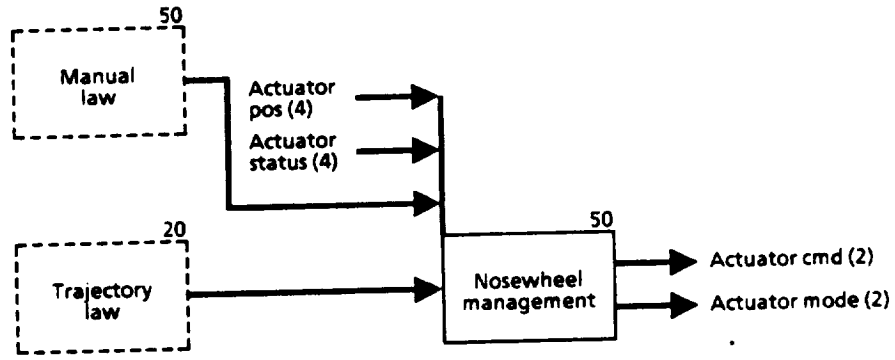 50
Manual
law
Actuator
pos (4)
Actuator
status (4)
20
Trajectory
law
50
Nosewheel
management
Actuator cmd (2)
Actuator mode (2)